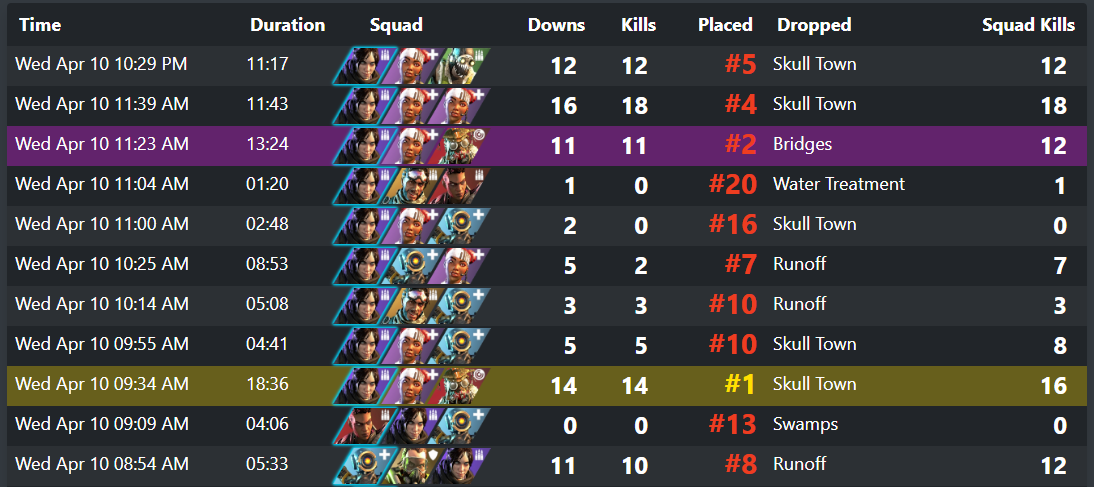 Time Duration Squad Downs Kills Placed Dropped Squad Kills
Wed Apr 10 10:29 PM 11:17 12 12 #5 Skull Town 12
Wed Apr 10 11:39 AM 11:43 16 18 #4 Skull Town 18
Wed Apr 10 11:23 AM 13:24 11 11 #2 Bridges 12
Wed Apr 10 11:04 AM 01:20 1 0 #20 Water Treatment 1
Wed Apr 10 11:00 AM 02:48 2 0 #16 Skull Town 0
Wed Apr 10 10:25 AM 08:53 5 2 #7 Runoff 7
Wed Apr 10 10:14 AM 05:08 3 3 #10 Runoff 3
Wed Apr 10 09:55 AM 04:41 5 5 #10 Skull Town 8
Wed Apr 10 09:34 AM 18:36 14 14 #1 Skull Town 16
Wed Apr 10 09:09 AM 04:06 0 0 #13 Swamps 0
Wed Apr 10 08:54 AM 05:33 11 10 #8 Runoff 12